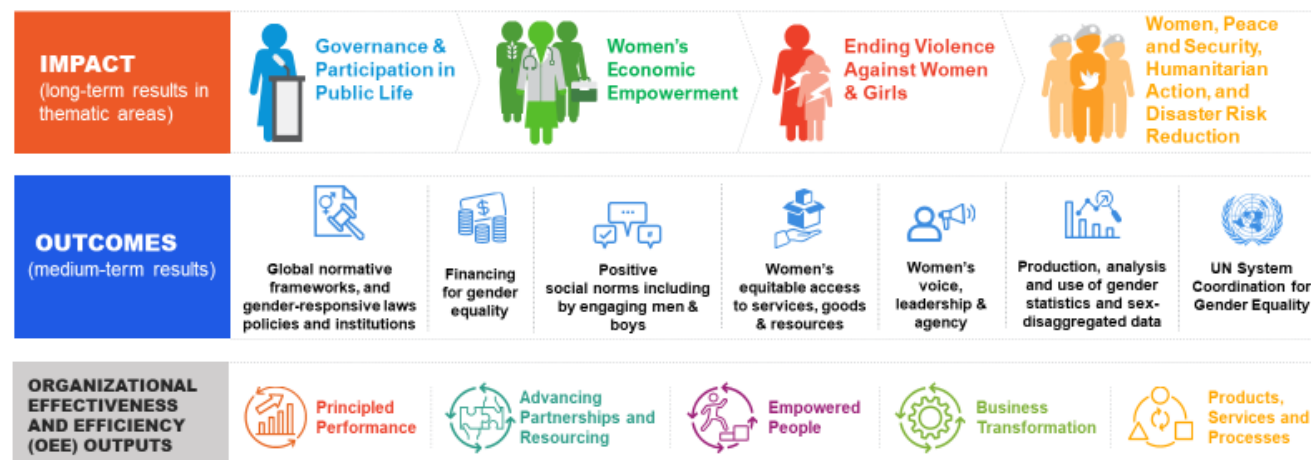 IMPACT
(long-term results in
thematic areas)
Governance &
Participation in
Public Life
Women's
Economic
Empowerment
Ending Violence
Against Women
& Girls
Women, Peace
and Security,
Humanitarian
Action, and
Disaster Risk
Reduction
OUTCOMES
(medium-term results)
Global normative
frameworks, and
gender-responsive laws
policies and institutions
$
Financing
for gender
equality
Positive
social norms including
by engaging men &
boys
Women's
equitable access
to services, goods
& resources
Women's
voice,
leadership &
agency
Production, analysis
and use of gender
statistics and sex-
disaggregated data
UN System
Coordination for
Gender Equality
ORGANIZATIONAL
EFFECTIVENESS
AND EFFICIENCY
(OEE) OUTPUTS
Principled
Performance
Advancing
Partnerships and
Resourcing
Empowered
People
Business
Transformation
Products,
Services and
Processes